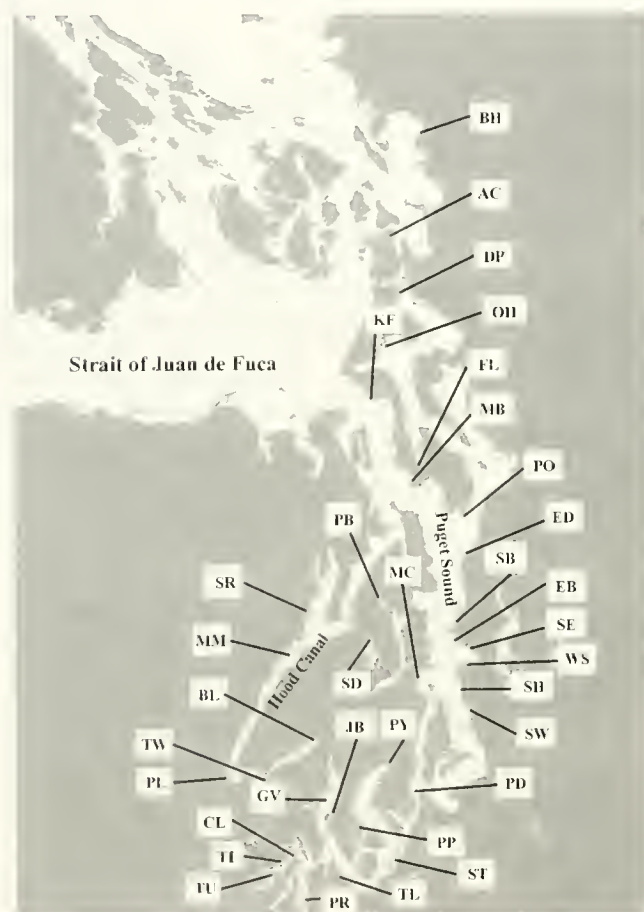 BH
AC
DP
KF
OH
Strait of Juan de Fuca
FL
MB
PO
PB
Puget Sound
ED
MC
SB
SR
EB
SE
MM
Hood Canal
SD
WS
BL
SH
JB
PY
SW
TW
PL
GV
PD
CL
PP
TI
ST
TU
TL
PR